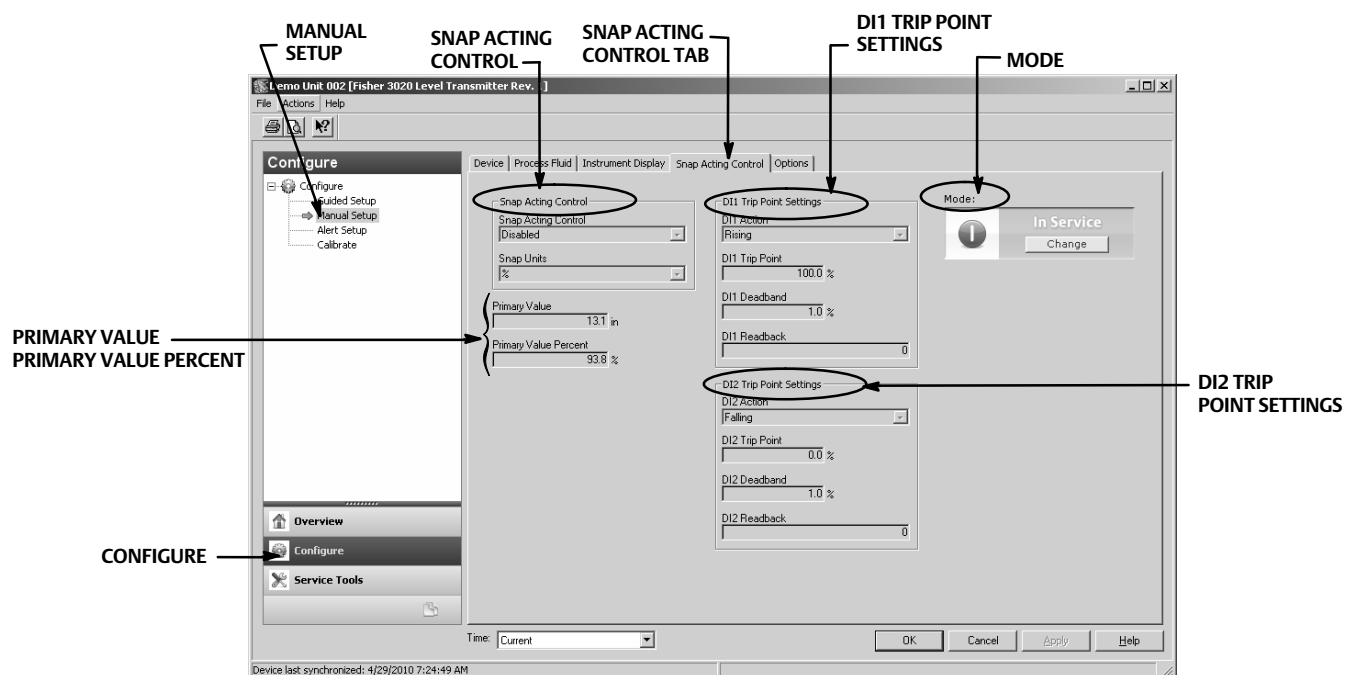 MANUAL
SETUP
SNAP ACTING
CONTROL
SNAP ACTING
CONTROL TAB
DI1 TRIP POINT
SETTINGS
MODE
Demo Unit 002 [Fisher 3020 Level Transmitter Rev. ]
File Actions Help
Configure
Configure
Guided Setup
Manual Setup
Alert Setup
Calibrate
Device Process Fluid Instrument Display Snap Acting Control Options
Snap Acting Control
Snap Acting Control
Disabled
Snap Units
%
Primary Value
13.1 in
Primary Value Percent
93.8 %
DI1 Trip Point Settings
DI1 Action
Rising
DI1 Trip Point
100.0 %
DI1 Deadband
1.0 %
DI1 Readback
0
DI2 Trip Point Settings
DI2 Action
Falling
DI2 Trip Point
0.0 %
DI2 Deadband
1.0 %
DI2 Readback
0
Mode:
In Service
Change
PRIMARY VALUE
PRIMARY VALUE PERCENT
DI2 TRIP
POINT SETTINGS
Overview
CONFIGURE
Configure
Service Tools
Time: Current
OK Cancel Apply Help
Device last synchronized: 4/29/2010 7:24:49 AM